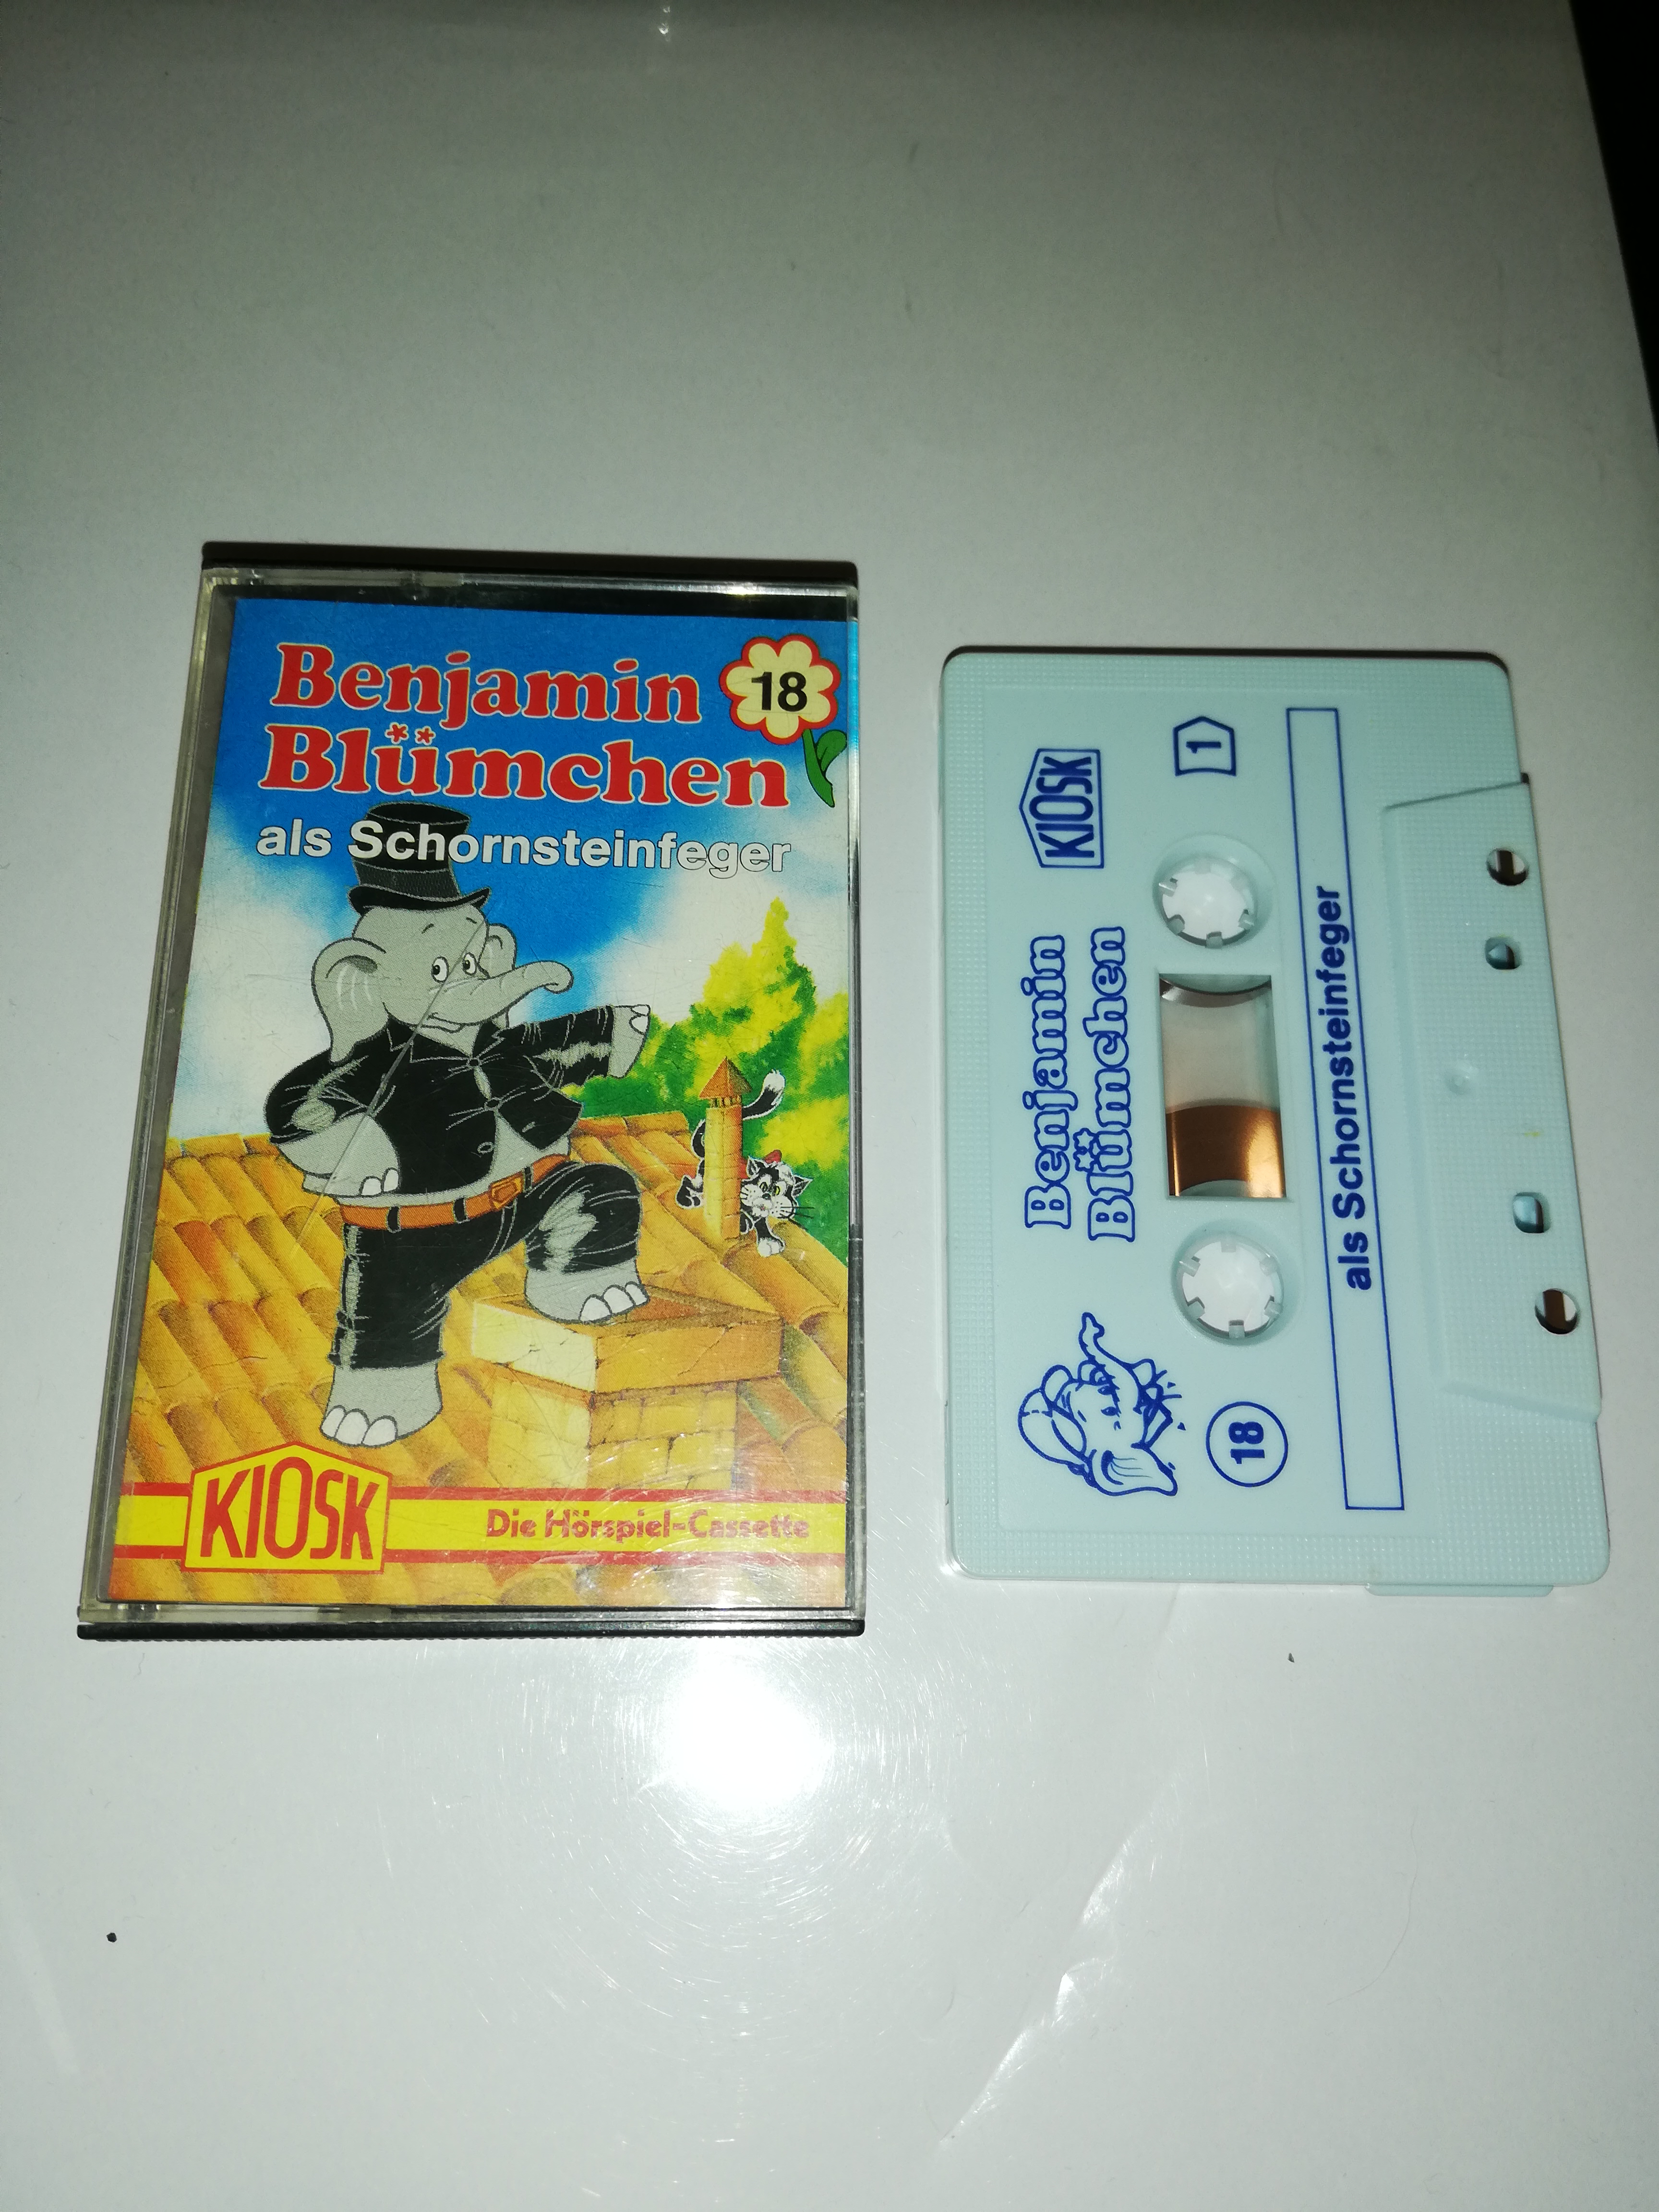 Benjamin
Blümchen
18
als Schornsteinfeger
KIOSK
Die Hörspiel-Cassette
KIOSK
1
Benjamin
Blümchen
18
als Schornsteinfeger